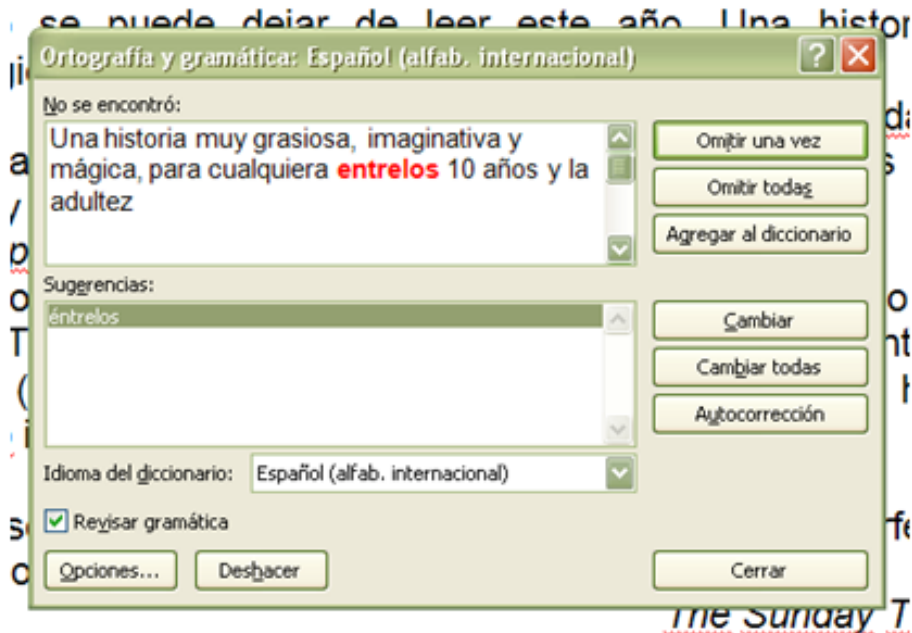 se puede dejar de leer este año. Una histor
Ortografía y gramática: Español (alfab. internacional)
No se encontró:
Una historia muy grasiosa, imaginativa y
mágica, para cualquiera entrelos 10 años y la
adultez
Omitir una vez
Omitir todas
Agregar al diccionario
Sugerencias:
éntrelos
Cambiar
Cambiar todas
Autocorrección
Idioma del diccionario: Español (alfab. internacional)
Revisar gramática
Opciones... Deshacer Cerrar
The Sunday T